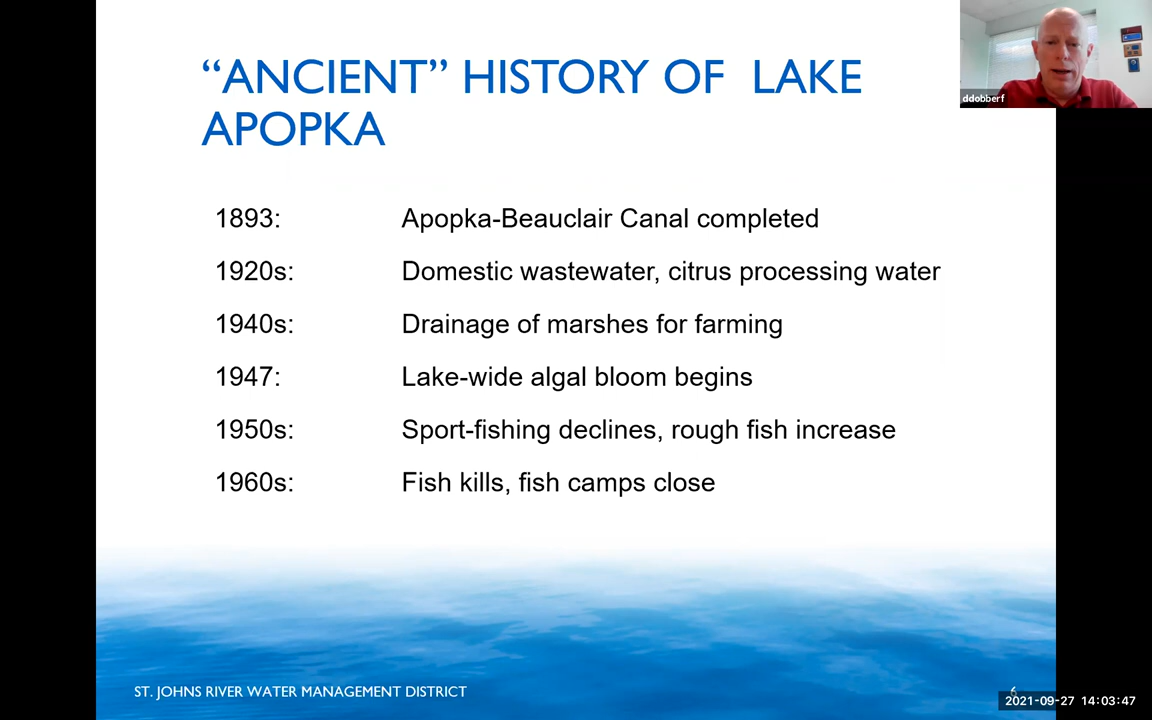 “ANCIENT” HISTORY OF LAKE
APOPKA
ddobberf
1893: Apopka-Beauclair Canal completed
1920s: Domestic wastewater, citrus processing water
1940s: Drainage of marshes for farming
1947: Lake-wide algal bloom begins
1950s: Sport-fishing declines, rough fish increase
1960s: Fish kills, fish camps close
ST. JOHNS RIVER WATER MANAGEMENT DISTRICT
2021-09-27 14:03:47